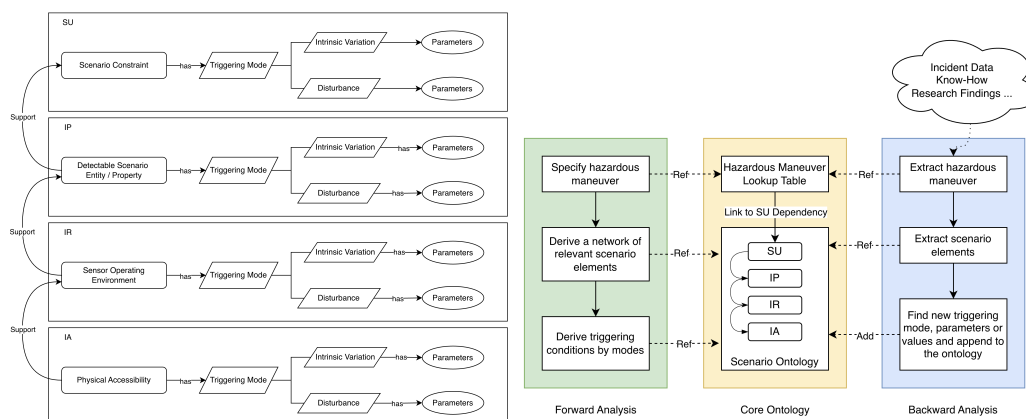 SU
Scenario Constraint
has
Triggering Mode
Intrinsic Variation
Parameters
Disturbance
Parameters
Support
IP
Detectable Scenario
Entity / Property
has
Triggering Mode
Intrinsic Variation
has
Parameters
Disturbance
has
Parameters
Support
IR
Sensor Operating
Environment
has
Triggering Mode
Intrinsic Variation
has
Parameters
Disturbance
has
Parameters
Support
IA
Physical Accessibility
has
Triggering Mode
Intrinsic Variation
has
Parameters
Disturbance
has
Parameters
Specify hazardous
maneuver
Derive a network of
relevant scenario
elements
Derive triggering
conditions by modes
Forward Analysis
Ref
Ref
Ref
Hazardous Maneuver
Lookup Table
Link to SU Dependency
SU
IP
IR
IA
Scenario Ontology
Core Ontology
Ref
Ref
Add
Incident Data
Know-How
Research Findings ...
Extract hazardous
maneuver
Extract scenario
elements
Find new triggering
mode, parameters or
values and append to
the ontology
Backward Analysis